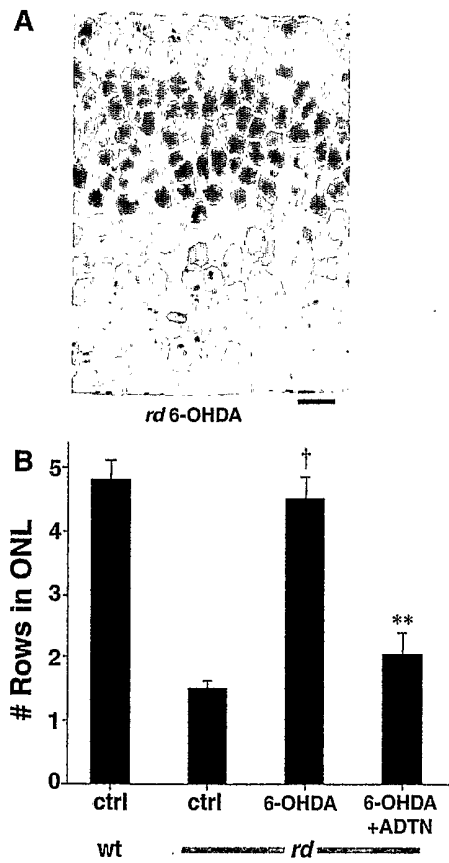 A
rd 6-OHDA
B
# Rows in ONL
5
4
3
2
1
0
†
**
ctrl ctrl 6-OHDA 6-OHDA
+ADTN
wt rd